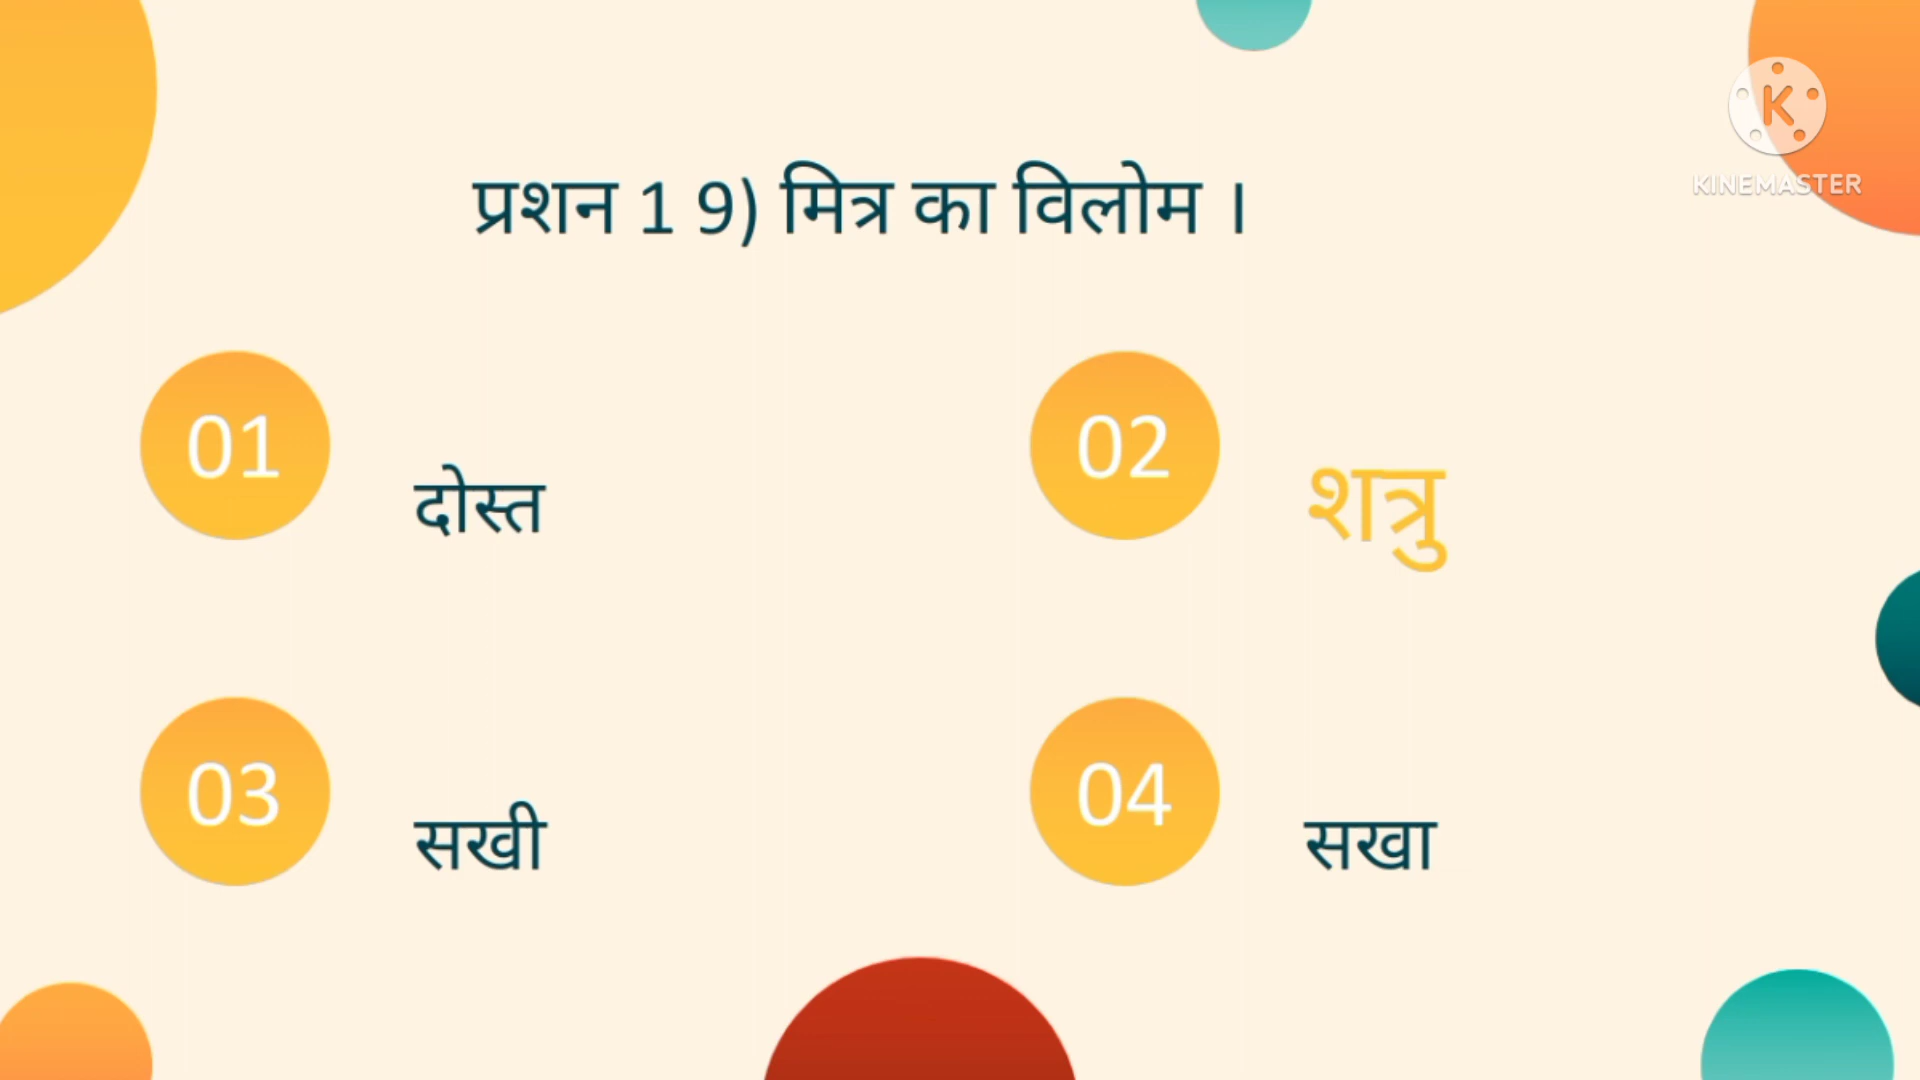 K
KINEMASTER
प्रशन 1 9) मित्र का विलोम ।
01
दोस्त
02
शत्रु
03
सखी
04
सखा